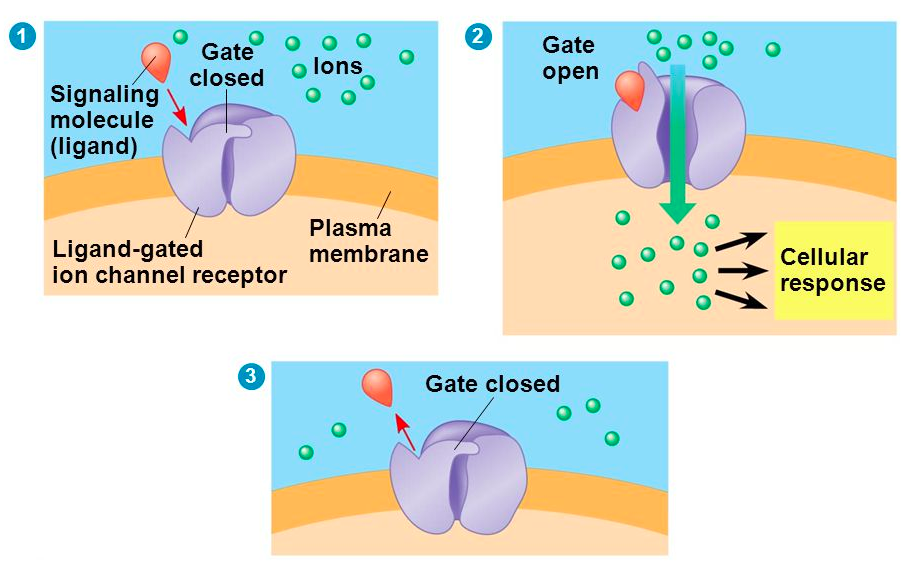 1
Signaling
molecule
(ligand)
Gate
closed
Ions
Ligand-gated
ion channel receptor
Plasma
membrane
2
Gate
open
Cellular
response
3
Gate closed